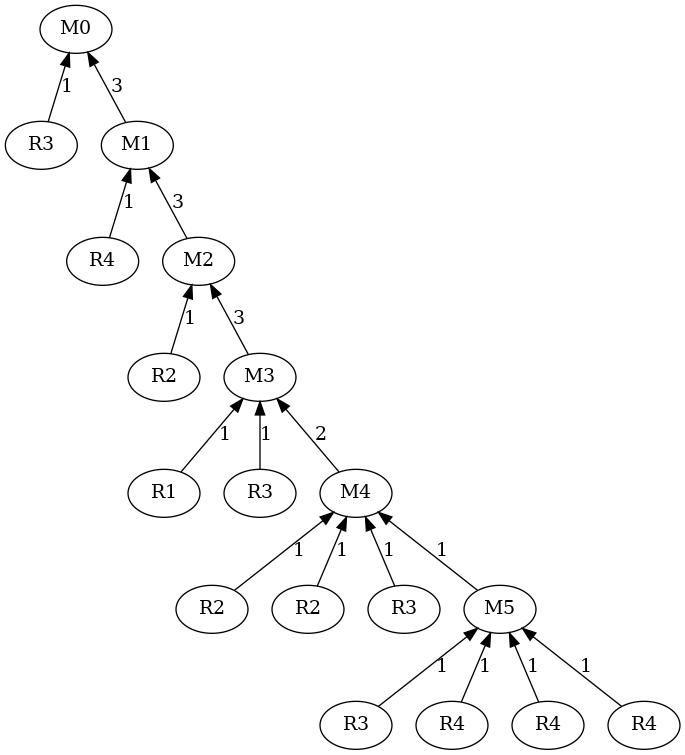 M0
1 3
R3 M1
1 3
R4 M2
1 3
R2 M3
1 1 2
R1 R3 M4
1 1 1 1
R2 R2 R3 M5
1 1 1 1
R3 R4 R4 R4